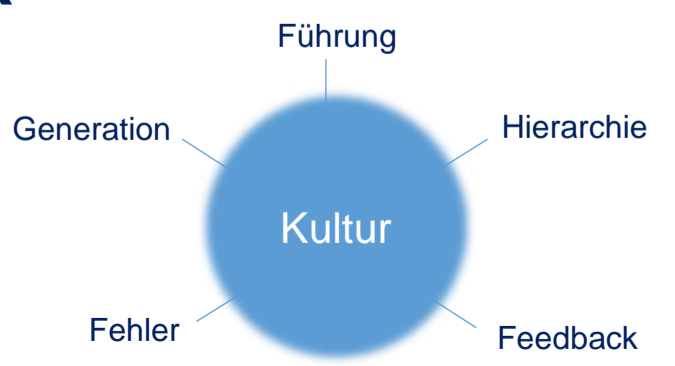 Führung
Generation
Hierarchie
Kultur
Fehler
Feedback